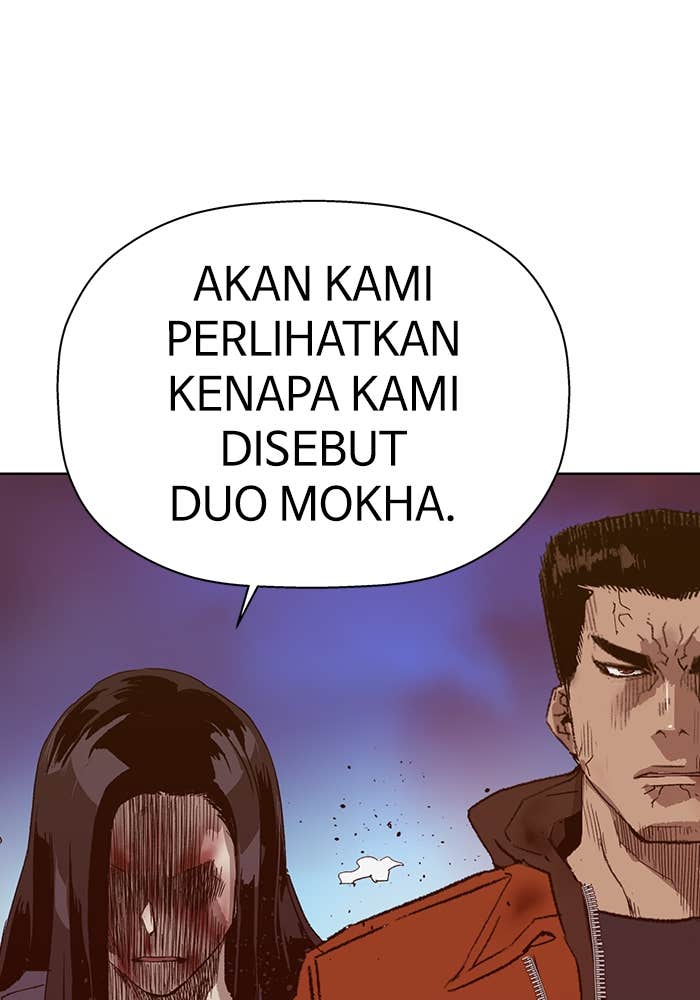 AKAN KAMI
PERLIHATKAN
KENAPA KAMI
DISEBUT
DUO MOKHA.